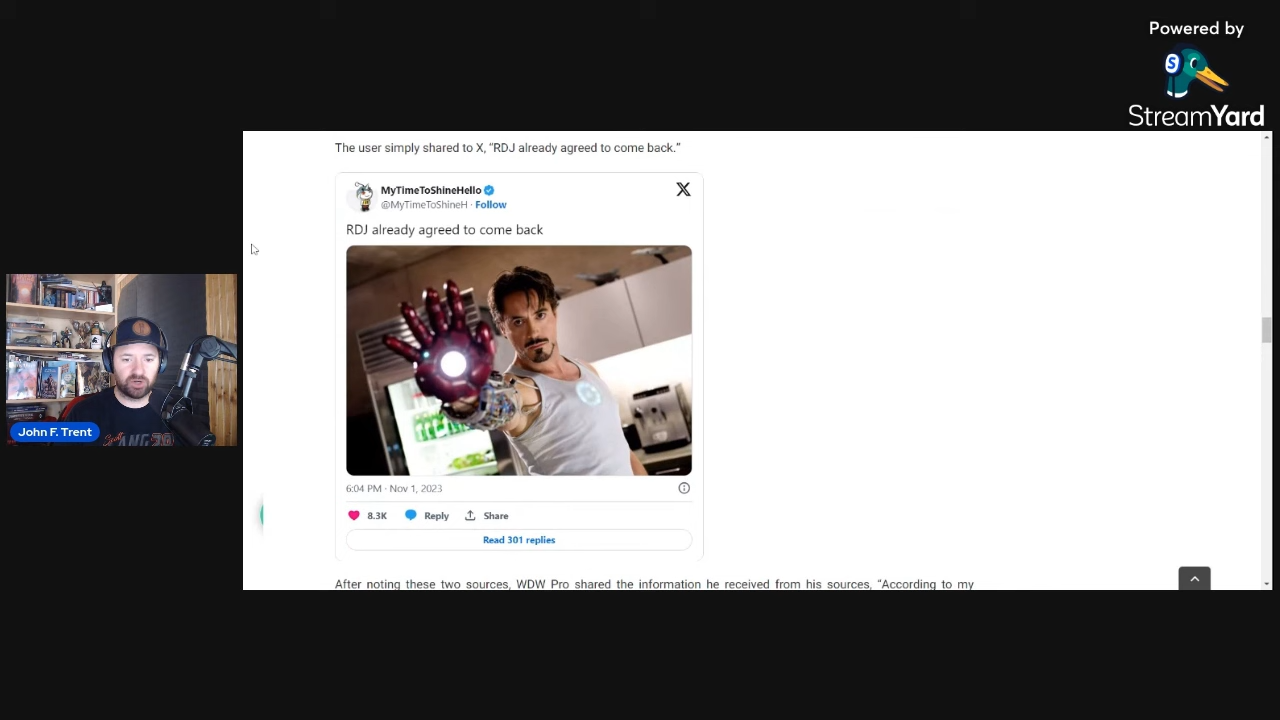 Powered by
S
StreamYard
The user simply shared to X, “RDJ already agreed to come back.”
MyTimeToShineHello
@MyTimeToShineH · Follow
RDJ already agreed to come back
6:04 PM · Nov 1, 2023
8.3K Reply Share
Read 301 replies
After noting these two sources, WDW Pro shared the information he received from his sources, “According to my
John F. Trent